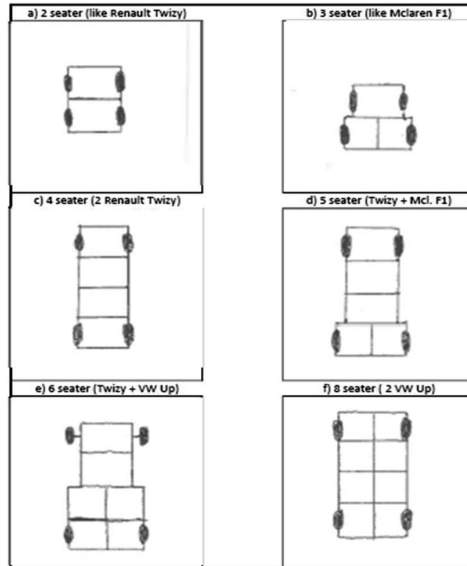 a) 2 seater (like Renault Twizy)
b) 3 seater (like Mclaren F1)
c) 4 seater (2 Renault Twizy)
d) 5 seater (Twizy + Mcl. F1)
e) 6 seater (Twizy + VW Up)
f) 8 seater ( 2 VW Up)